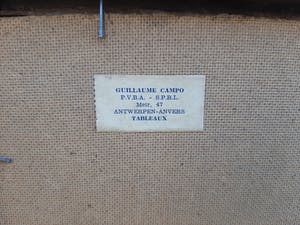 GUILLAUME CAMPO
P.V.B.A. - S.P.R.L.
Meir, 47
ANTWERPEN-ANVERS
TABLEAUX